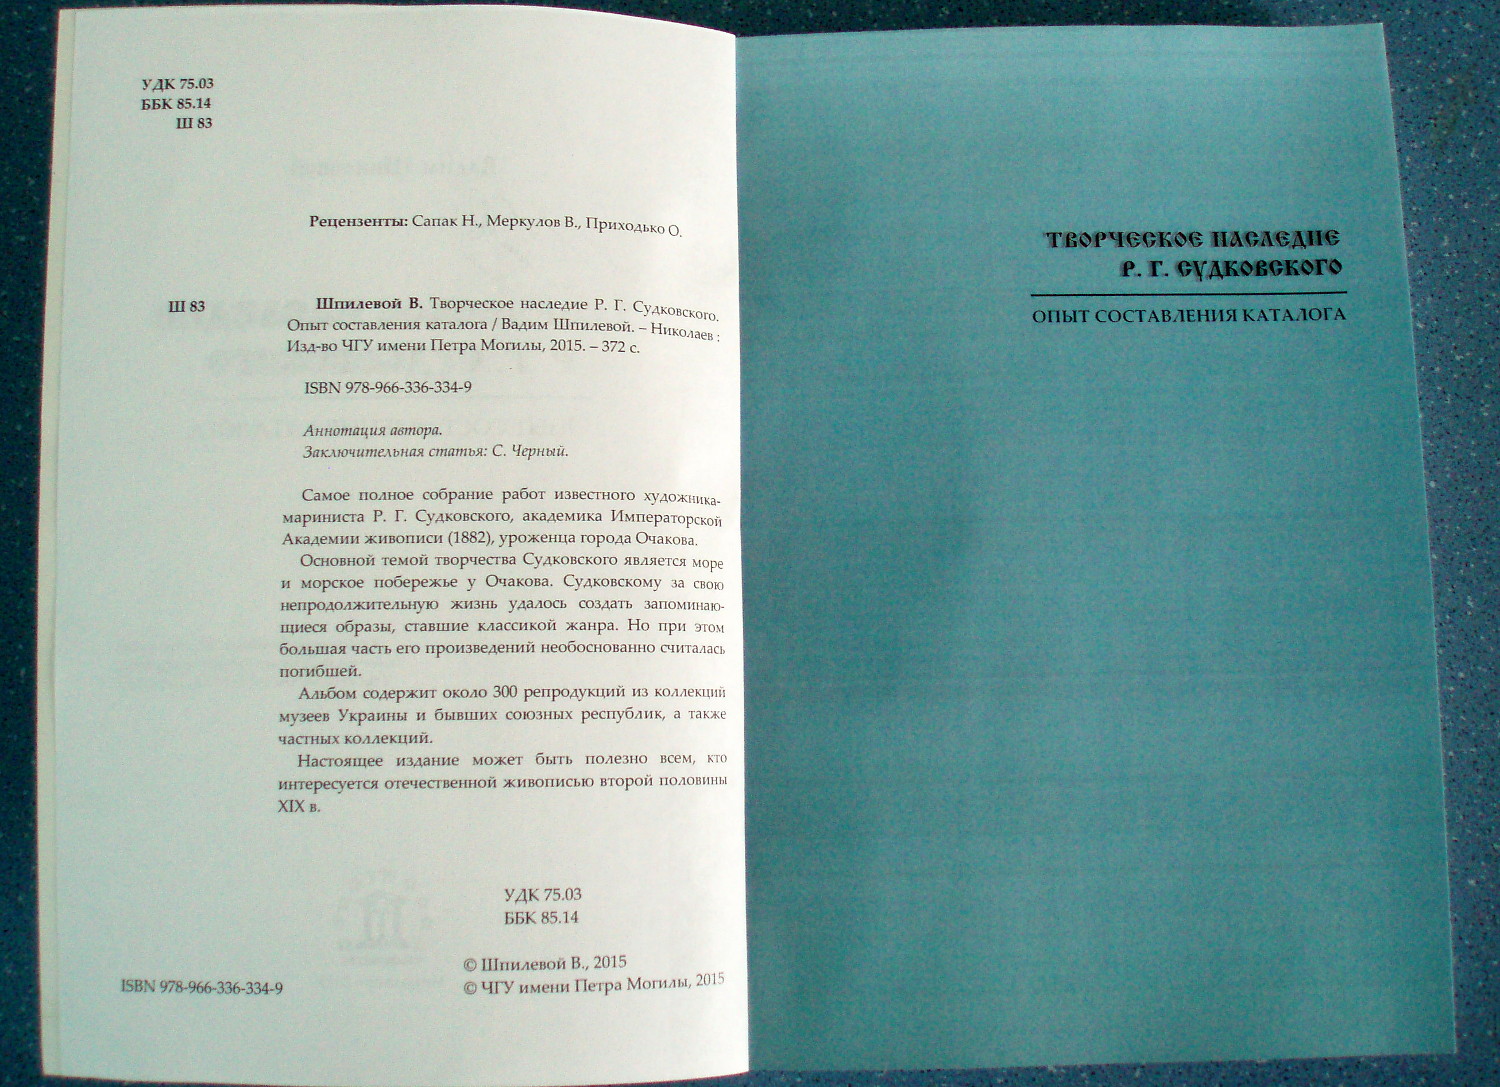 УДК 75.03
ББК 85.14
Ш 83
Рецензенты: Сапак Н., Меркулов В., Приходько О.
Ш 83
Шпилевой В. Творческое наследие Р. Г. Судковского.
Опыт составления каталога / Вадим Шпилевой. – Николаев :
Изд-во ЧГУ имени Петра Могилы, 2015. – 372 с.
ISBN 978-966-336-334-9
Аннотация автора.
Заключительная статья: С. Черный.
Самое полное собрание работ известного художника-
мариниста Р. Г. Судковского, академика Императорской
Академии живописи (1882), уроженца города Очакова.
Основной темой творчества Судковского является море
и морское побережье у Очакова. Судковскому за свою
непродолжительную жизнь удалось создать запоминаю-
щиеся образы, ставшие классикой жанра. Но при этом
большая часть его произведений необоснованно считалась
погибшей.
Альбом содержит около 300 репродукций из коллекций
музеев Украины и бывших союзных республик, а также
частных коллекций.
Настоящее издание может быть полезно всем, кто
интересуется отечественной живописью второй половины
XIX в.
УДК 75.03
ББК 85.14
© Шпилевой В., 2015
ISBN 978-966-336-334-9
© ЧГУ имени Петра Могилы, 2015
ТВОРЧЕСКОЕ НАСЛЕДИЕ
Р. Г. СУДКОВСКОГО
ОПЫТ СОСТАВЛЕНИЯ КАТАЛОГА